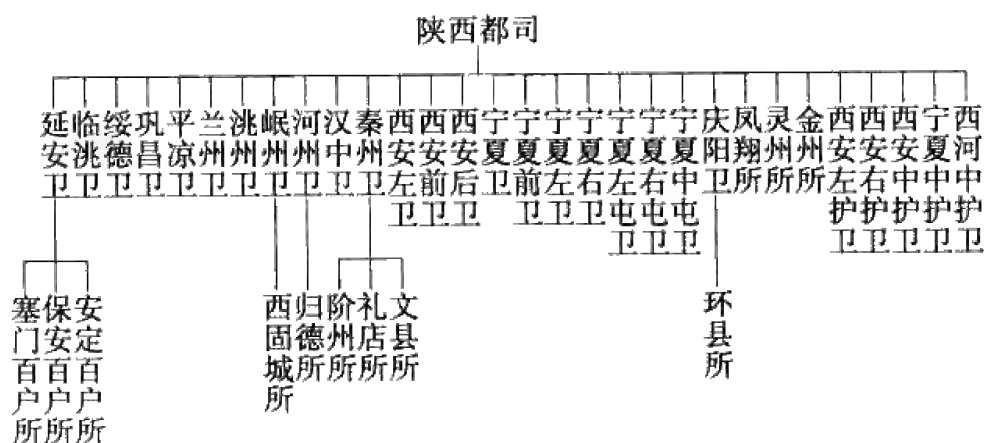 陕西都司
延安卫
临洮卫
绥德卫
巩昌卫
平凉卫
兰州卫
洮州卫
岷州卫
河州卫
汉中卫
秦州卫
西安左卫
西安前卫
西安后卫
宁夏卫
宁夏前卫
宁夏左卫
宁夏右卫
宁夏左屯卫
宁夏右屯卫
宁夏中屯卫
庆阳卫
凤翔所
灵州所
金州所
西安左护卫
西安右护卫
西安中护卫
宁夏中护卫
西河中护卫
塞门百户所
保安百户所
安定百户所
西固城所
归德所
阶州所
礼店所
文县所
环县所